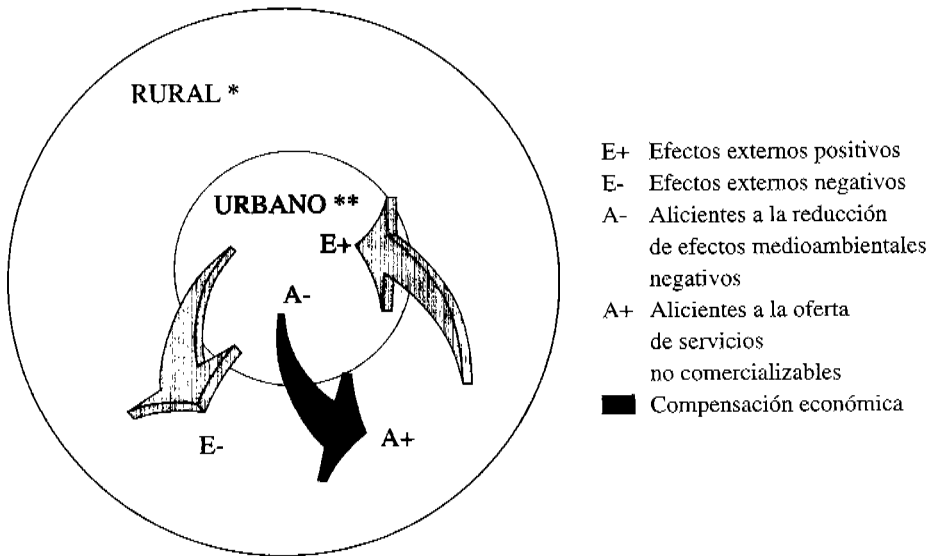 RURAL *
URBANO **
E+
A-
E-
A+
E+ Efectos externos positivos
E- Efectos externos negativos
A- Alicientes a la reducción
de efectos medioambientales
negativos
A+ Alicientes a la oferta
de servicios
no comercializables
Compensación económica